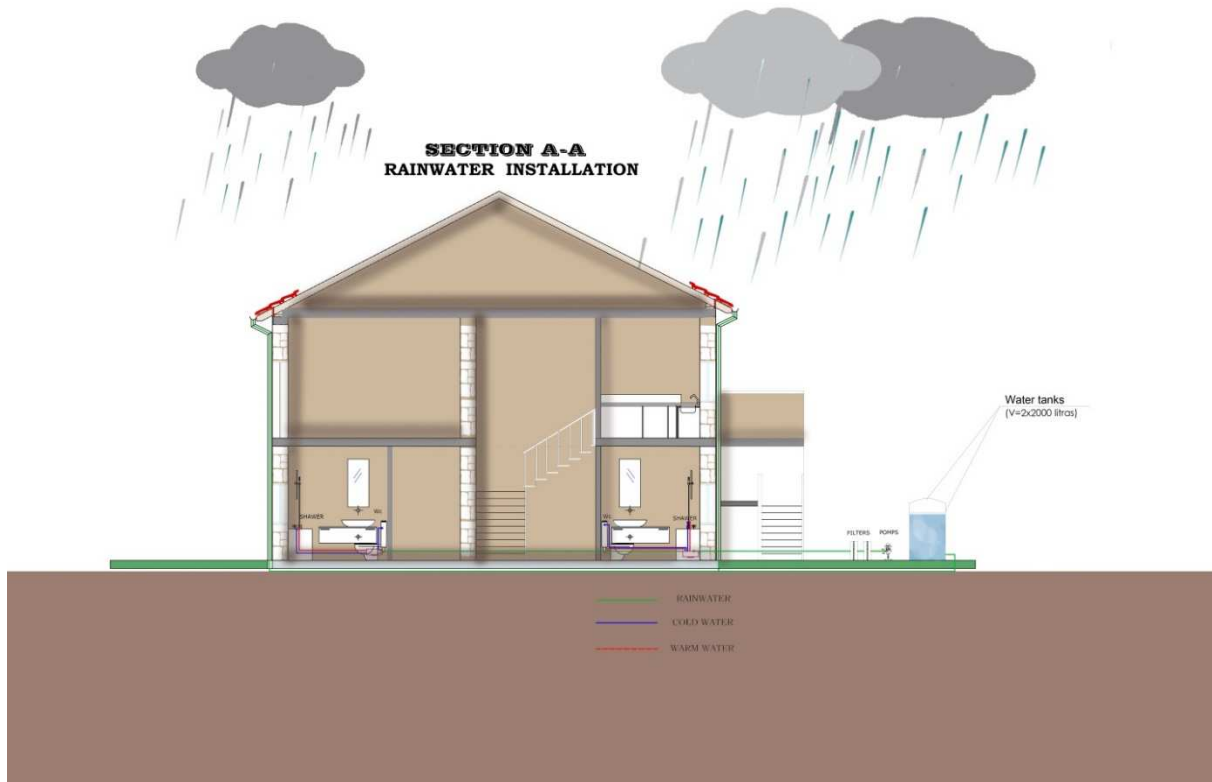 SECTION A-A
RAINWATER INSTALLATION
Water tanks
(V=2x2000 litras)
SHAWER
Wc
Wc
SHAWER
FILTERS
POMPS
RAINWATER
COLD WATER
WARM WATER